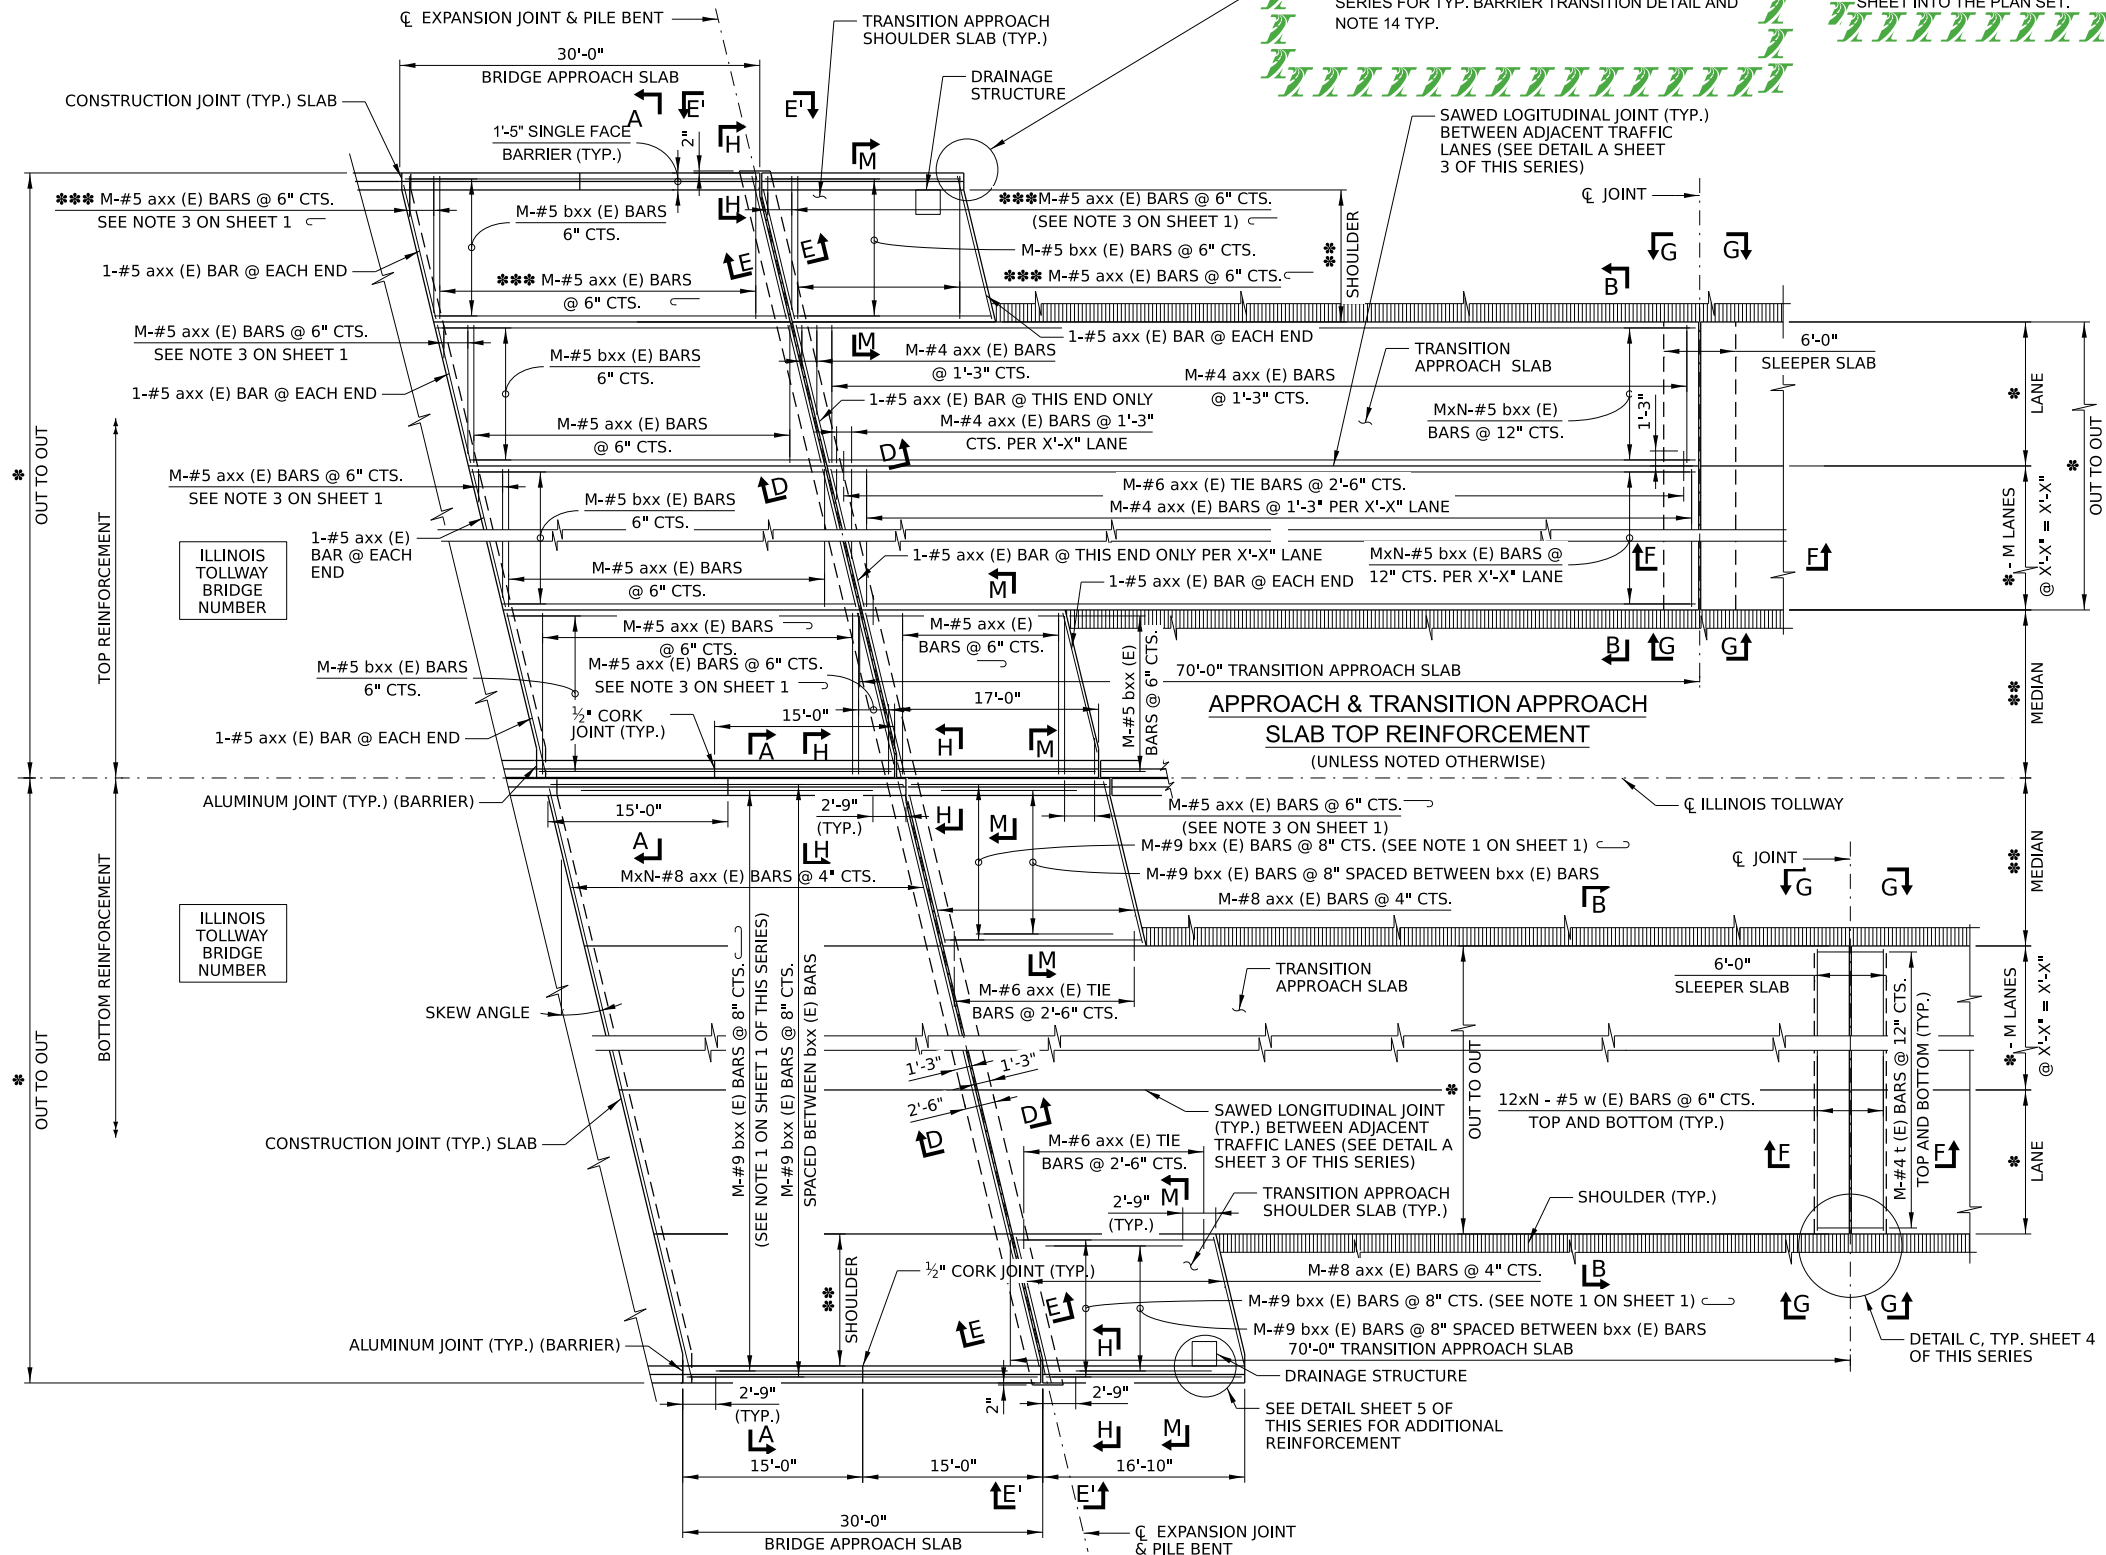 ℄ EXPANSION JOINT & PILE BENT
TRANSITION APPROACH
SHOULDER SLAB (TYP.)
SERIES FOR TYP. BARRIER TRANSITION DETAIL AND
NOTE 14 TYP.
SHEET INTO THE PLAN SET.
30'-0"
BRIDGE APPROACH SLAB
DRAINAGE
STRUCTURE
CONSTRUCTION JOINT (TYP.) SLAB
A
E'
E'
1'-5" SINGLE FACE
BARRIER (TYP.)
2"
H
M
SAWED LOGITUDINAL JOINT (TYP.)
BETWEEN ADJACENT TRAFFIC
LANES (SEE DETAIL A SHEET
3 OF THIS SERIES)
℄ JOINT
✽✽✽ M-#5 axx (E) BARS @ 6" CTS.
SEE NOTE 3 ON SHEET 1
M-#5 bxx (E) BARS
6" CTS.
H
✽✽✽M-#5 axx (E) BARS @ 6" CTS.
(SEE NOTE 3 ON SHEET 1)
M-#5 bxx (E) BARS @ 6" CTS.
✽✽✽ M-#5 axx (E) BARS @ 6" CTS.
✽✽
SHOULDER
G
G
B
E
E
1-#5 axx (E) BAR @ EACH END
✽✽✽ M-#5 axx (E) BARS
@ 6" CTS.
M-#5 axx (E) BARS @ 6" CTS.
SEE NOTE 3 ON SHEET 1
M-#5 bxx (E) BARS
6" CTS.
M
1-#5 axx (E) BAR @ EACH END
M-#4 axx (E) BARS
@ 1'-3" CTS.
TRANSITION
APPROACH SLAB
6'-0"
SLEEPER SLAB
✽
LANE
1-#5 axx (E) BAR @ EACH END
M-#4 axx (E) BARS
@ 1'-3" CTS.
1-#5 axx (E) BAR @ THIS END ONLY
M-#5 axx (E) BARS
@ 6" CTS.
M-#4 axx (E) BARS @ 1'-3"
CTS. PER X'-X" LANE
MxN-#5 bxx (E)
BARS @ 12" CTS.
1'-3"
✽
OUT TO OUT
D
D
M-#5 axx (E) BARS @ 6" CTS.
SEE NOTE 3 ON SHEET 1
M-#5 bxx (E) BARS
6" CTS.
M-#6 axx (E) TIE BARS @ 2'-6" CTS.
M-#4 axx (E) BARS @ 1'-3" PER X'-X" LANE
✽
OUT TO OUT
TOP REINFORCEMENT
ILLINOIS
TOLLWAY
BRIDGE
NUMBER
1-#5 axx (E)
BAR @ EACH
END
M-#5 axx (E) BARS
@ 6" CTS.
1-#5 axx (E) BAR @ THIS END ONLY PER X'-X" LANE
1-#5 axx (E) BAR @ EACH END
MxN-#5 bxx (E) BARS @
12" CTS. PER X'-X" LANE
F
F
M
✽ - M LANES
@ X'-X" = X'-X"
M-#5 axx (E) BARS
@ 6" CTS.
M-#5 axx (E)
BARS @ 6" CTS.
M-#5 bxx (E)
BARS @ 6" CTS.
B
G
G
M-#5 bxx (E) BARS
6" CTS.
M-#5 axx (E) BARS @ 6" CTS.
SEE NOTE 3 ON SHEET 1
70'-0" TRANSITION APPROACH SLAB
✽✽
MEDIAN
17'-0"
½" CORK
JOINT (TYP.)
15'-0"
APPROACH & TRANSITION APPROACH
SLAB TOP REINFORCEMENT
(UNLESS NOTED OTHERWISE)
1-#5 axx (E) BAR @ EACH END
A
H
H
M
ALUMINUM JOINT (TYP.) (BARRIER)
15'-0"
2'-9"
(TYP.)
H
M
M-#5 axx (E) BARS @ 6" CTS.
(SEE NOTE 3 ON SHEET 1)
℄ ILLINOIS TOLLWAY
A
H
M-#9 bxx (E) BARS @ 8" CTS. (SEE NOTE 1 ON SHEET 1)
M-#9 bxx (E) BARS @ 8" SPACED BETWEEN bxx (E) BARS
℄ JOINT
G
G
✽✽
MEDIAN
MxN-#8 axx (E) BARS @ 4" CTS.
M-#8 axx (E) BARS @ 4" CTS.
B
BOTTOM REINFORCEMENT
ILLINOIS
TOLLWAY
BRIDGE
NUMBER
M-#9 bxx (E) BARS @ 8" CTS.
(SEE NOTE 1 ON SHEET 1 OF THIS SERIES)
M-#9 bxx (E) BARS @ 8" CTS.
SPACED BETWEEN bxx (E) BARS
M
M-#6 axx (E) TIE
BARS @ 2'-6" CTS.
TRANSITION
APPROACH SLAB
6'-0"
SLEEPER SLAB
✽ - M LANES
@ X'-X" = X'-X"
SKEW ANGLE
✽
OUT TO OUT
1'-3"
1'-3"
✽
OUT TO OUT
2'-6"
D
D
SAWED LONGITUDINAL JOINT
(TYP.) BETWEEN ADJACENT
TRAFFIC LANES (SEE DETAIL A
SHEET 3 OF THIS SERIES)
12xN - #5 w (E) BARS @ 6" CTS.
TOP AND BOTTOM (TYP.)
M-#4 t (E) BARS @ 12" CTS.
TOP AND BOTTOM (TYP.)
F
F
✽
LANE
CONSTRUCTION JOINT (TYP.) SLAB
M-#6 axx (E) TIE
BARS @ 2'-6" CTS.
M
2'-9"
(TYP.)
TRANSITION APPROACH
SHOULDER SLAB (TYP.)
SHOULDER (TYP.)
✽✽
SHOULDER
½" CORK JOINT (TYP.)
M-#8 axx (E) BARS @ 4" CTS.
B
M-#9 bxx (E) BARS @ 8" CTS. (SEE NOTE 1 ON SHEET 1)
G
G
E
E
M-#9 bxx (E) BARS @ 8" SPACED BETWEEN bxx (E) BARS
ALUMINUM JOINT (TYP.) (BARRIER)
H
70'-0" TRANSITION APPROACH SLAB
DRAINAGE STRUCTURE
DETAIL C, TYP. SHEET 4
OF THIS SERIES
2'-9"
(TYP.)
2"
2'-9"
SEE DETAIL SHEET 5 OF
THIS SERIES FOR ADDITIONAL
REINFORCEMENT
A
H
M
15'-0"
15'-0"
16'-10"
E'
E'
30'-0"
BRIDGE APPROACH SLAB
℄ EXPANSION JOINT
& PILE BENT